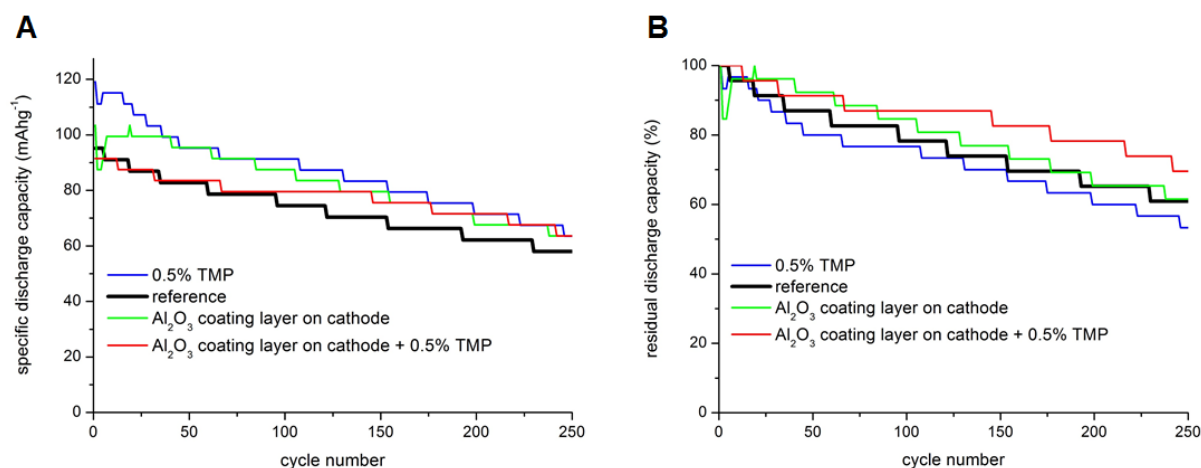 A
specific discharge capacity (mAhg⁻¹)
120
100
80
60
40
20
0
0 50 100 150 200 250
cycle number
0.5% TMP
reference
Al₂O₃ coating layer on cathode
Al₂O₃ coating layer on cathode + 0.5% TMP
B
residual discharge capacity (%)
100
80
60
40
20
0
0 50 100 150 200 250
cycle number
0.5% TMP
reference
Al₂O₃ coating layer on cathode
Al₂O₃ coating layer on cathode + 0.5% TMP